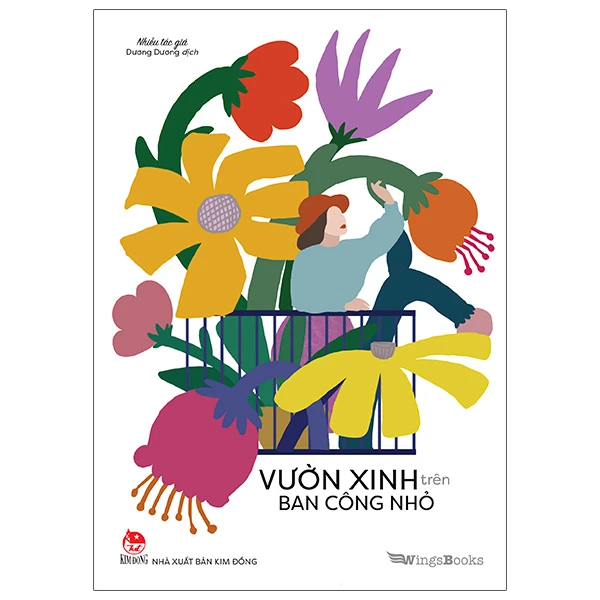 Nhiều tác giả
Dương Dương dịch
VƯỜN XINH trên
BAN CÔNG NHỎ
KIM ĐỒNG
NHÀ XUẤT BẢN KIM ĐỒNG
WingsBooks